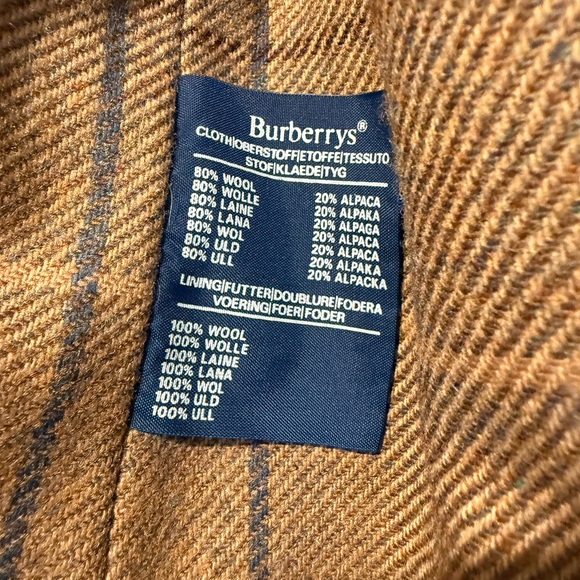 Burberrys®
CLOTH|OBERSTOFF|ETOFFE|TESSUTO
STOF|KLAEDE|TYG
80% WOOL 20% ALPACA
80% WOLLE 20% ALPAKA
80% LAINE 20% ALPAGA
80% LANA 20% ALPACA
80% WOL 20% ALPACA
80% ULD 20% ALPAKA
80% ULL 20% ALPACKA
LINING|FUTTER|DOUBLURE|FODERA
VOERING|FOER|FODER
100% WOOL
100% WOLLE
100% LAINE
100% LANA
100% WOL
100% ULD
100% ULL